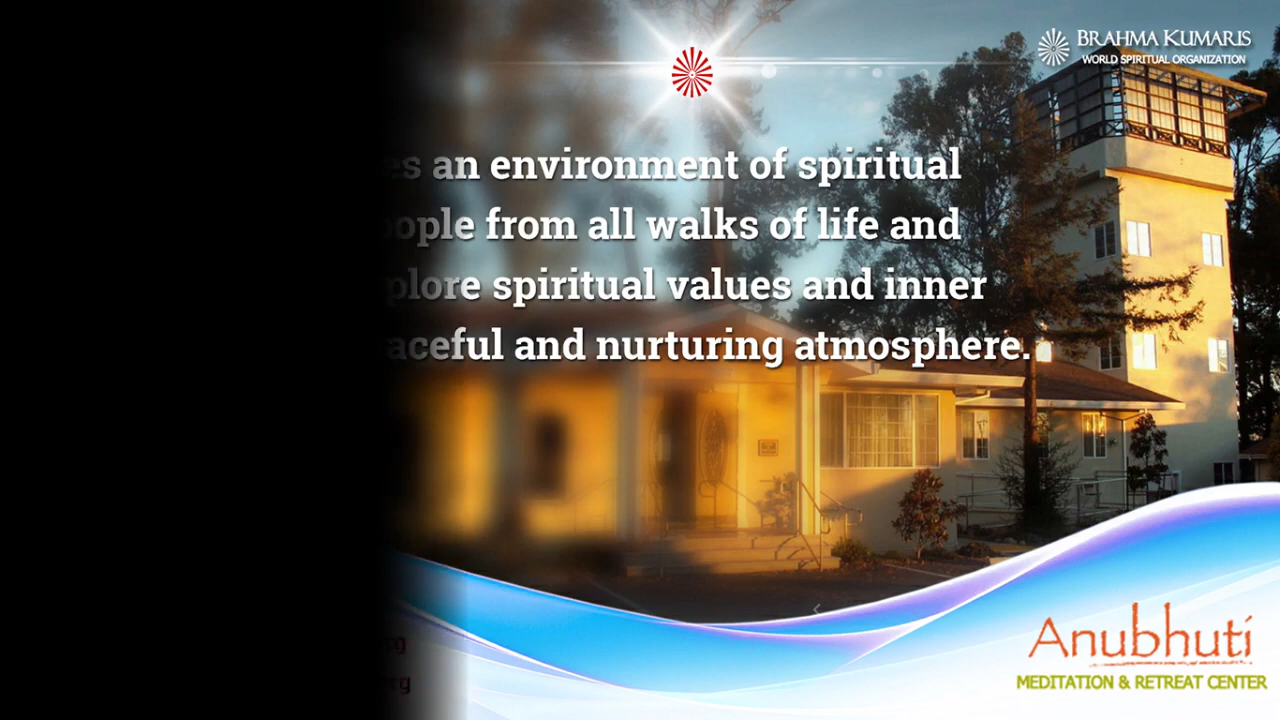 BRAHMA KUMARIS
WORLD SPIRITUAL ORGANIZATION
an environment of spiritual
from all walks of life and
spiritual values and inner
and nurturing atmosphere.
Anubhuti
MEDITATION & RETREAT CENTER